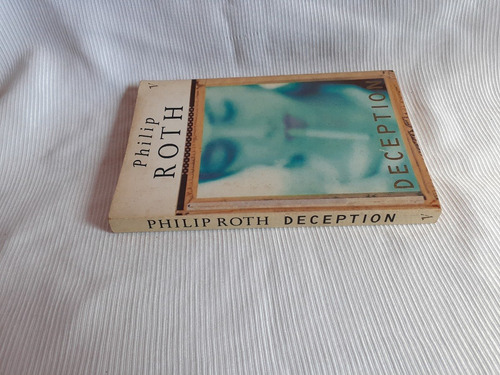 Philip
ROTH
V
DECEPTION
PHILIP ROTH DECEPTION V